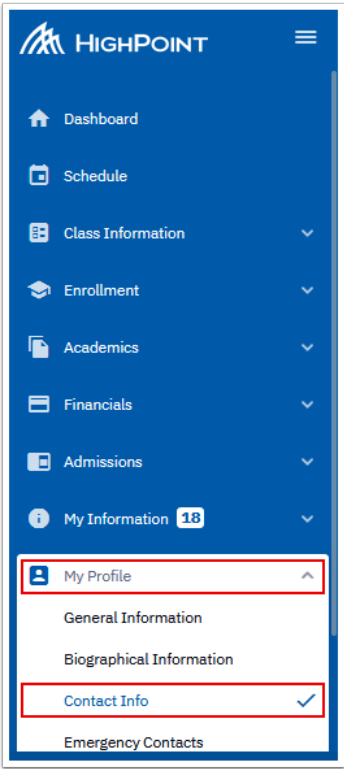 HIGHPOINT
Dashboard
Schedule
Class Information
Enrollment
Academics
Financials
Admissions
My Information 18
My Profile
General Information
Biographical Information
Contact Info
Emergency Contacts